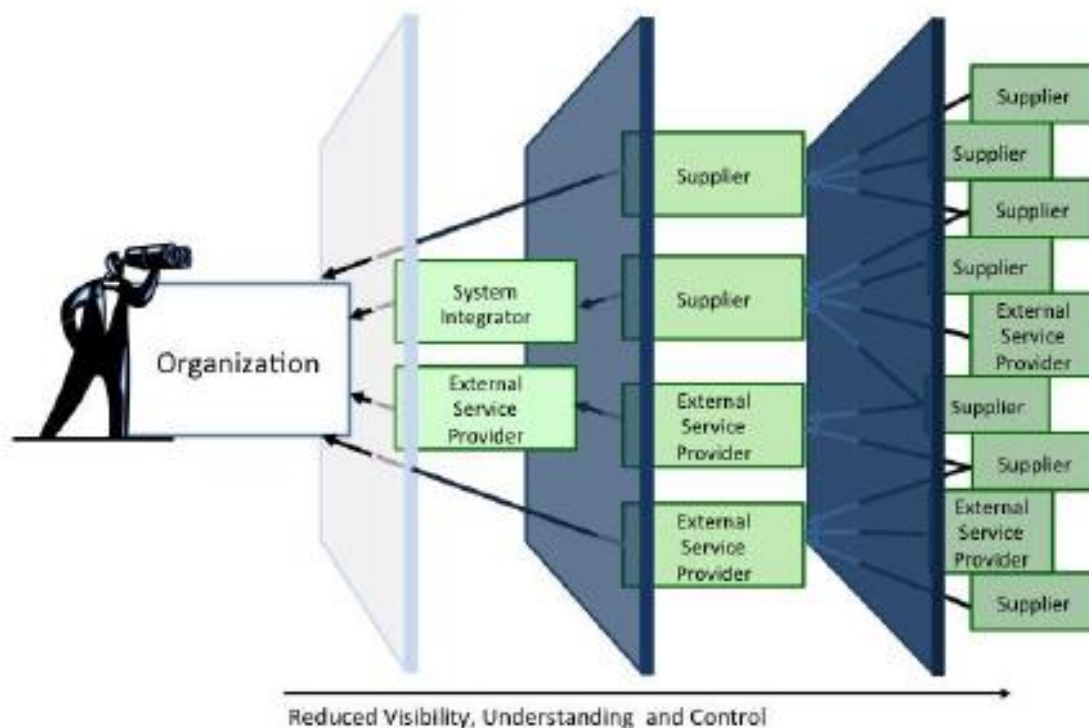 Organization
System
Integrator
External
Service
Provider
Supplier
Supplier
External
Service
Provider
External
Service
Provider
Supplier
Supplier
Supplier
Supplier
External
Service
Provider
Supplier
Supplier
External
Service
Provider
Supplier
Reduced Visibility, Understanding and Control